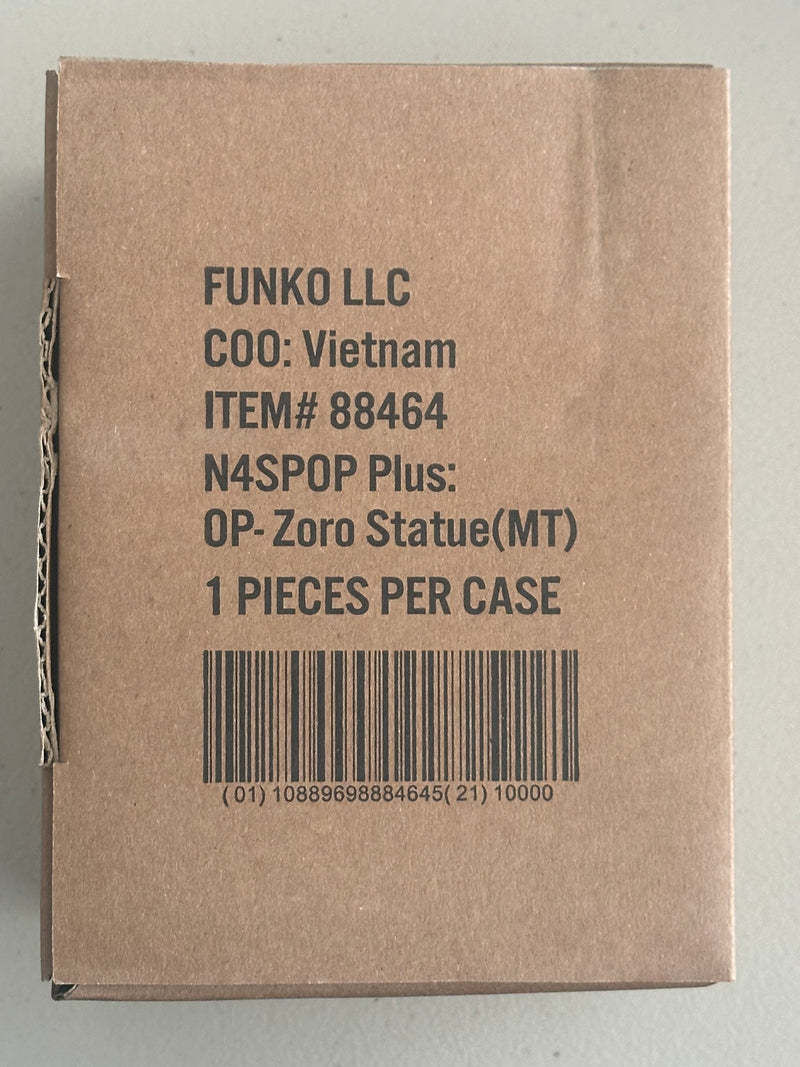 FUNKO LLC
COO: Vietnam
ITEM# 88464
N4SPOP Plus:
OP- Zoro Statue(MT)
1 PIECES PER CASE
(01) 10889698884645(21) 10000